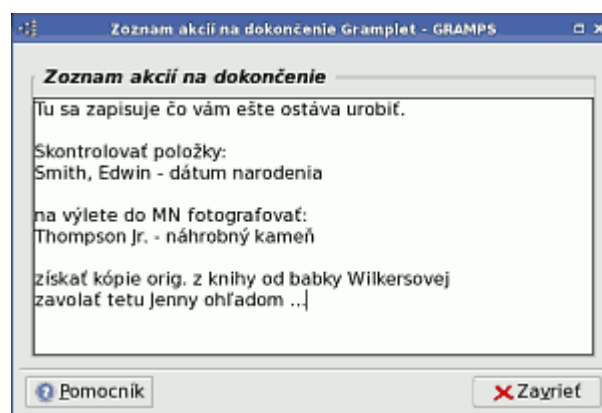 Zoznam akcií na dokončenie Gramplet - GRAMPS
Zoznam akcií na dokončenie
Tu sa zapisuje čo vám ešte ostáva urobiť.
Skontrolovať položky:
Smith, Edwin - dátum narodenia
na výlete do MN fotografovať:
Thompson Jr. - náhrobný kameň
získať kópie orig. z knihy od babky Wilkersovej
zavolať tetu Jenny ohľadom ...
Pomocník
Zavrieť